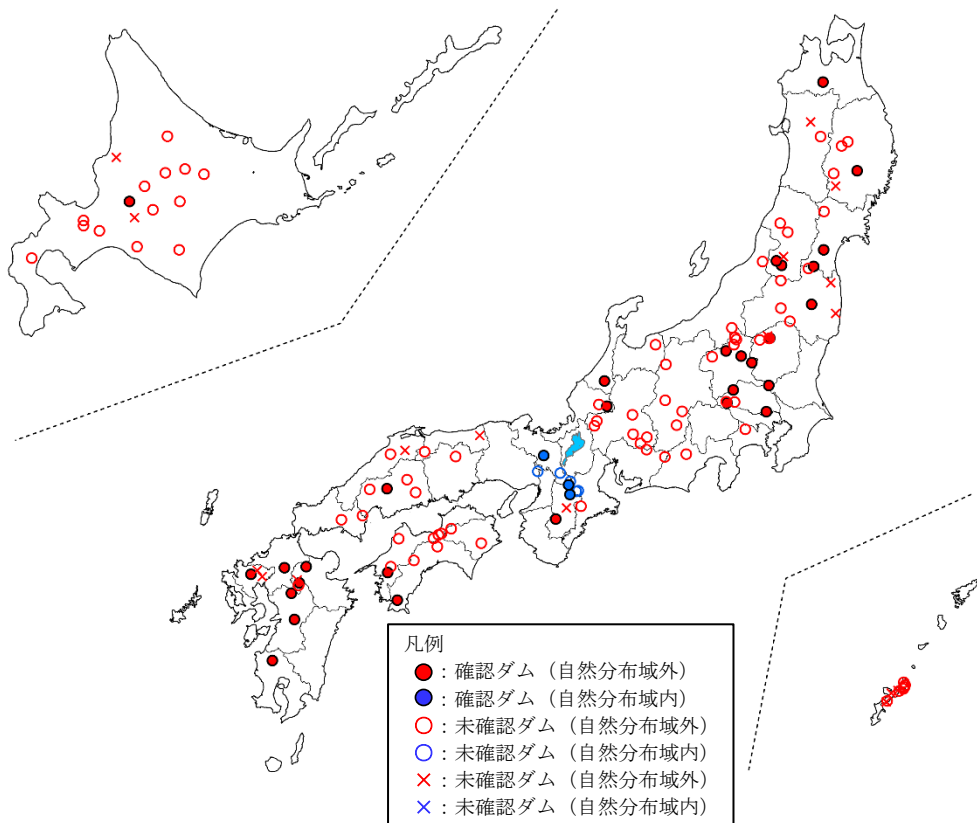 凡例
：確認ダム（自然分布域外）
：確認ダム（自然分布域内）
：未確認ダム（自然分布域外）
：未確認ダム（自然分布域内）
：未確認ダム（自然分布域外）
：未確認ダム（自然分布域内）